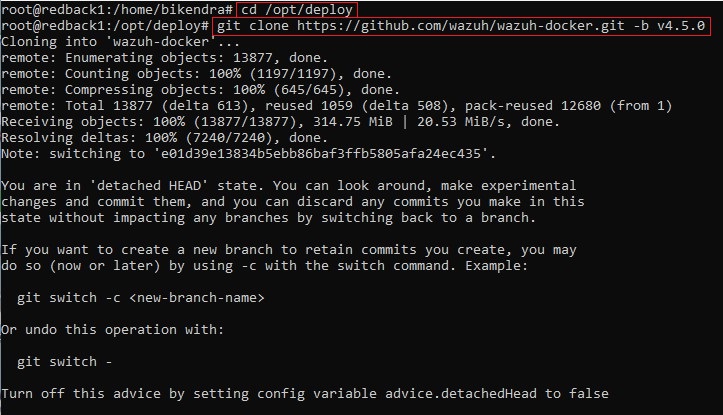 root@redback1:/home/bikendra# cd /opt/deploy
root@redback1:/opt/deploy# git clone https://github.com/wazuh/wazuh-docker.git -b v4.5.0
Cloning into 'wazuh-docker'...
remote: Enumerating objects: 13877, done.
remote: Counting objects: 100% (1197/1197), done.
remote: Compressing objects: 100% (645/645), done.
remote: Total 13877 (delta 613), reused 1059 (delta 508), pack-reused 12680 (from 1)
Receiving objects: 100% (13877/13877), 314.75 MiB | 20.53 MiB/s, done.
Resolving deltas: 100% (7240/7240), done.
Note: switching to 'e01d39e13834b5ebb86baf3ffb5805afa24ec435'.
You are in 'detached HEAD' state. You can look around, make experimental
changes and commit them, and you can discard any commits you make in this
state without impacting any branches by switching back to a branch.
If you want to create a new branch to retain commits you create, you may
do so (now or later) by using -c with the switch command. Example:
git switch -c <new-branch-name>
Or undo this operation with:
git switch -
Turn off this advice by setting config variable advice.detachedHead to false